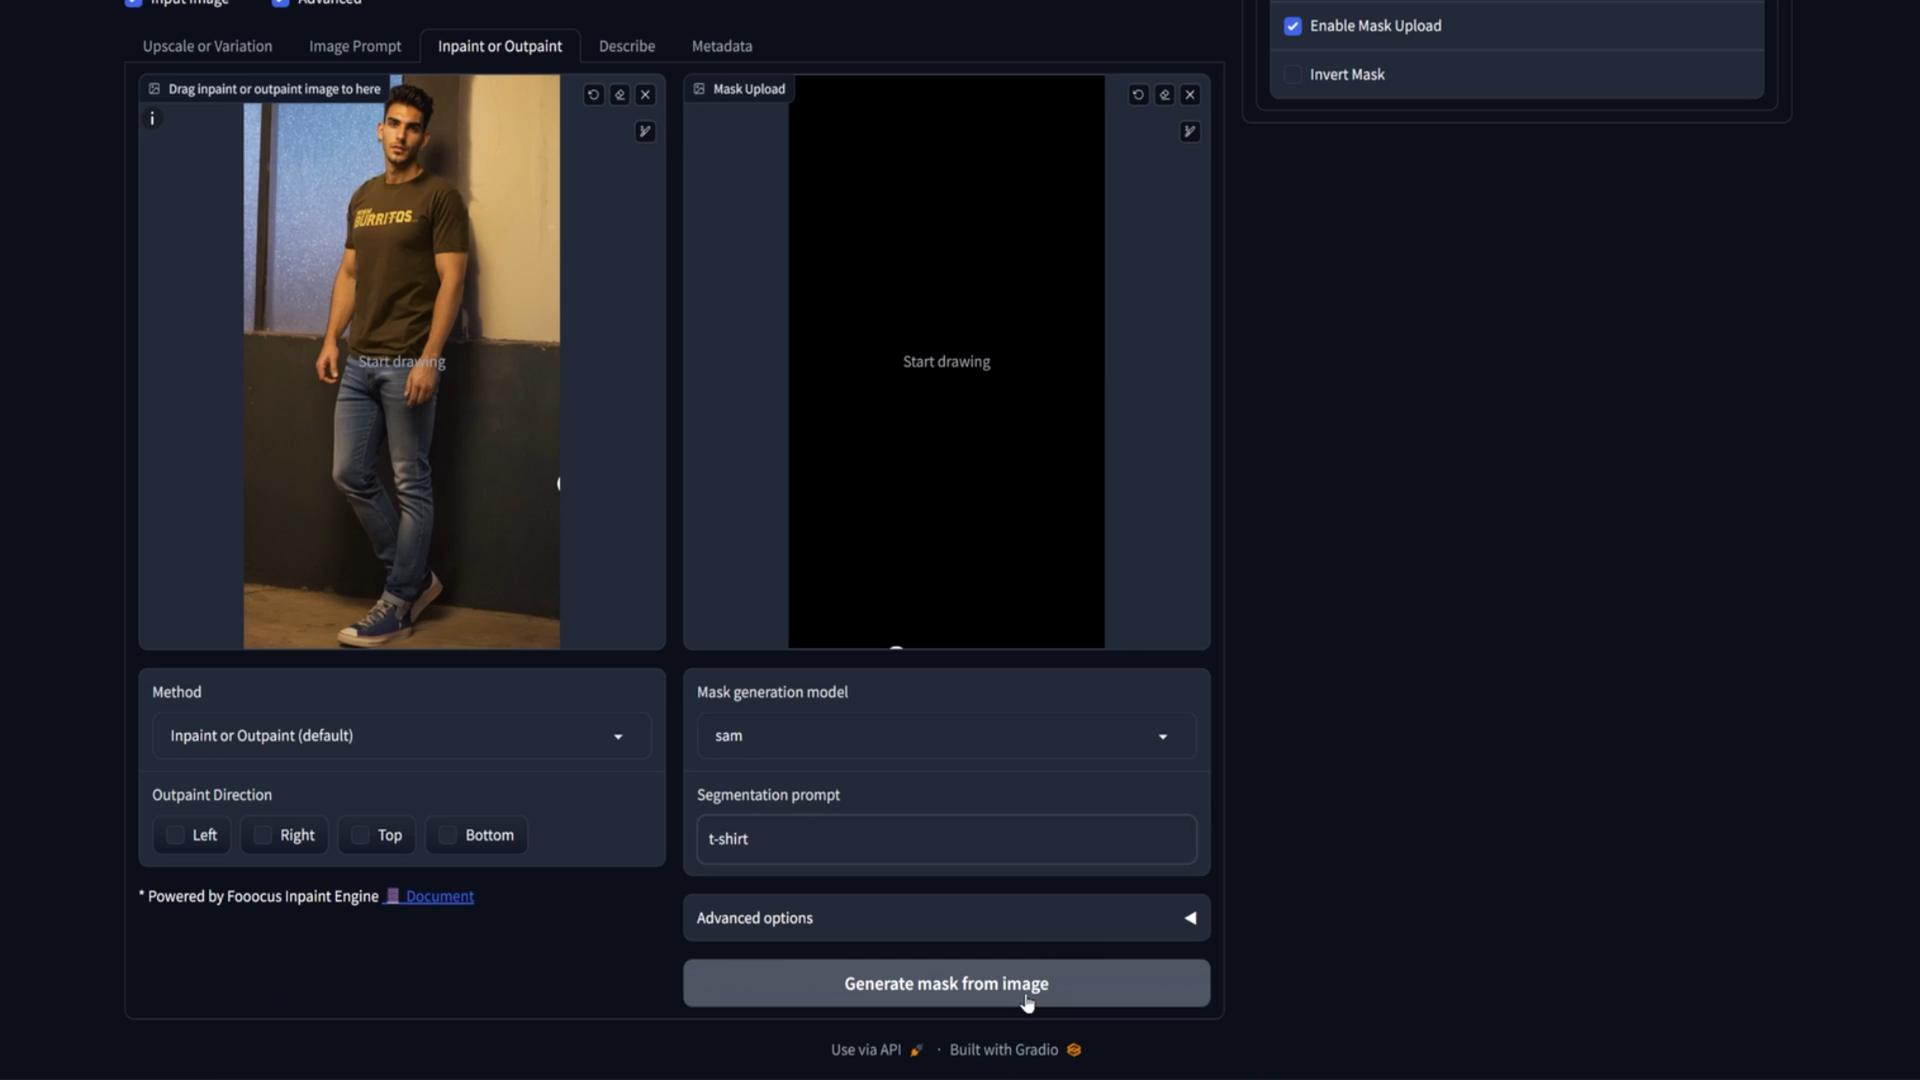 Input Image
Advanced
Enable Mask Upload
Invert Mask
Upscale or Variation
Image Prompt
Inpaint or Outpaint
Describe
Metadata
Drag inpaint or outpaint image to here
i
BURRITOS
Start drawing
Mask Upload
Start drawing
Method
Inpaint or Outpaint (default)
Outpaint Direction
Left
Right
Top
Bottom
* Powered by Fooocus Inpaint Engine Document
Mask generation model
sam
Segmentation prompt
t-shirt
Advanced options
Generate mask from image
Use via API · Built with Gradio